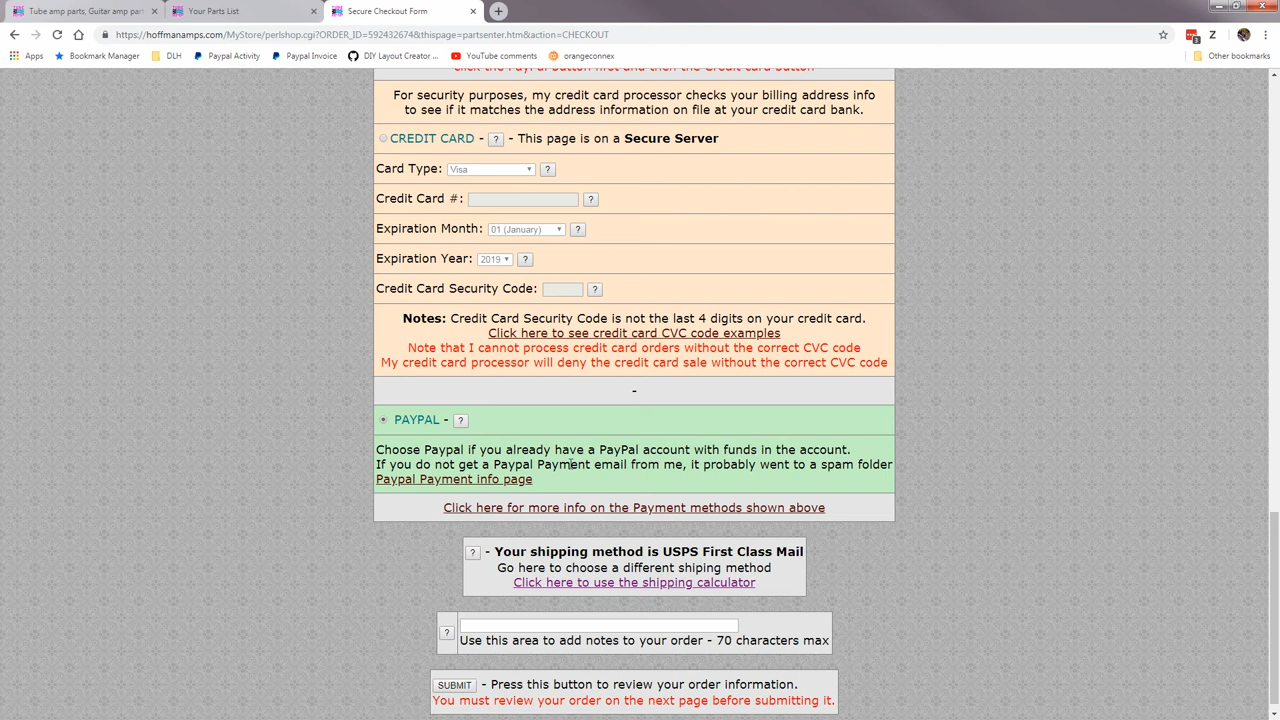 Tube amp parts, Guitar amp par
Your Parts List
Secure Checkout Form
https://hoffmanamps.com/MyStore/perlshop.cgi?ORDER_ID=592432674&thispage=partsenter.htm&action=CHECKOUT
Apps
Bookmark Manager
DLH
Paypal Activity
Paypal Invoice
DIY Layout Creator ...
YouTube comments
orangeconnex
Other bookmarks
click the PayPal button first and then the Credit card button
For security purposes, my credit card processor checks your billing address info
to see if it matches the address information on file at your credit card bank.
CREDIT CARD - ? - This page is on a Secure Server
Card Type: Visa ?
Credit Card #: ?
Expiration Month: 01 (January) ?
Expiration Year: 2019 ?
Credit Card Security Code: ?
Notes: Credit Card Security Code is not the last 4 digits on your credit card.
Click here to see credit card CVC code examples
Note that I cannot process credit card orders without the correct CVC code
My credit card processor will deny the credit card sale without the correct CVC code
-
PAYPAL - ?
Choose Paypal if you already have a PayPal account with funds in the account.
If you do not get a Paypal Payment email from me, it probably went to a spam folder
Paypal Payment info page
Click here for more info on the Payment methods shown above
? - Your shipping method is USPS First Class Mail
Go here to choose a different shiping method
Click here to use the shipping calculator
?
Use this area to add notes to your order - 70 characters max
SUBMIT - Press this button to review your order information.
You must review your order on the next page before submitting it.